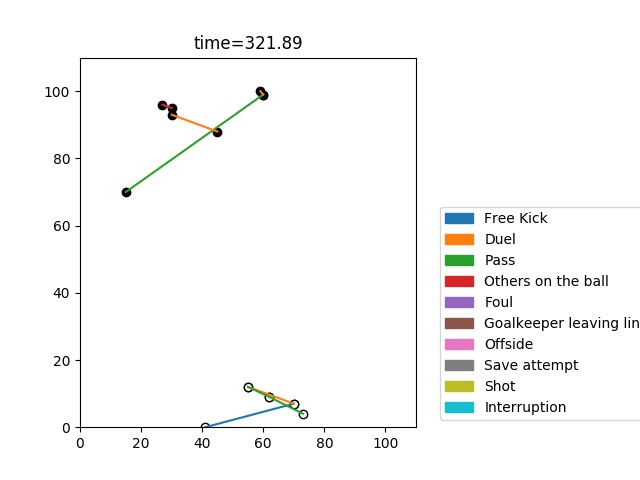 time=321.89
100
80
60
40
20
0
0 20 40 60 80 100
Free Kick
Duel
Pass
Others on the ball
Foul
Goalkeeper leaving lin
Offside
Save attempt
Shot
Interruption